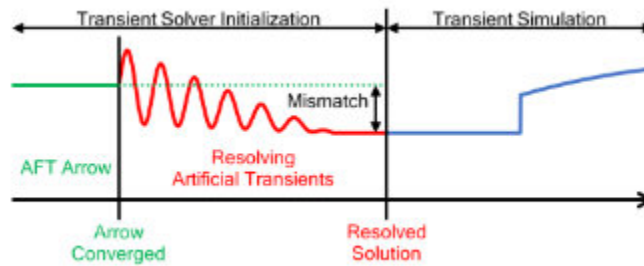 Transient Solver Initialization
Transient Simulation
Mismatch
AFT Arrow
Resolving
Artificial Transients
Arrow
Converged
Resolved
Solution